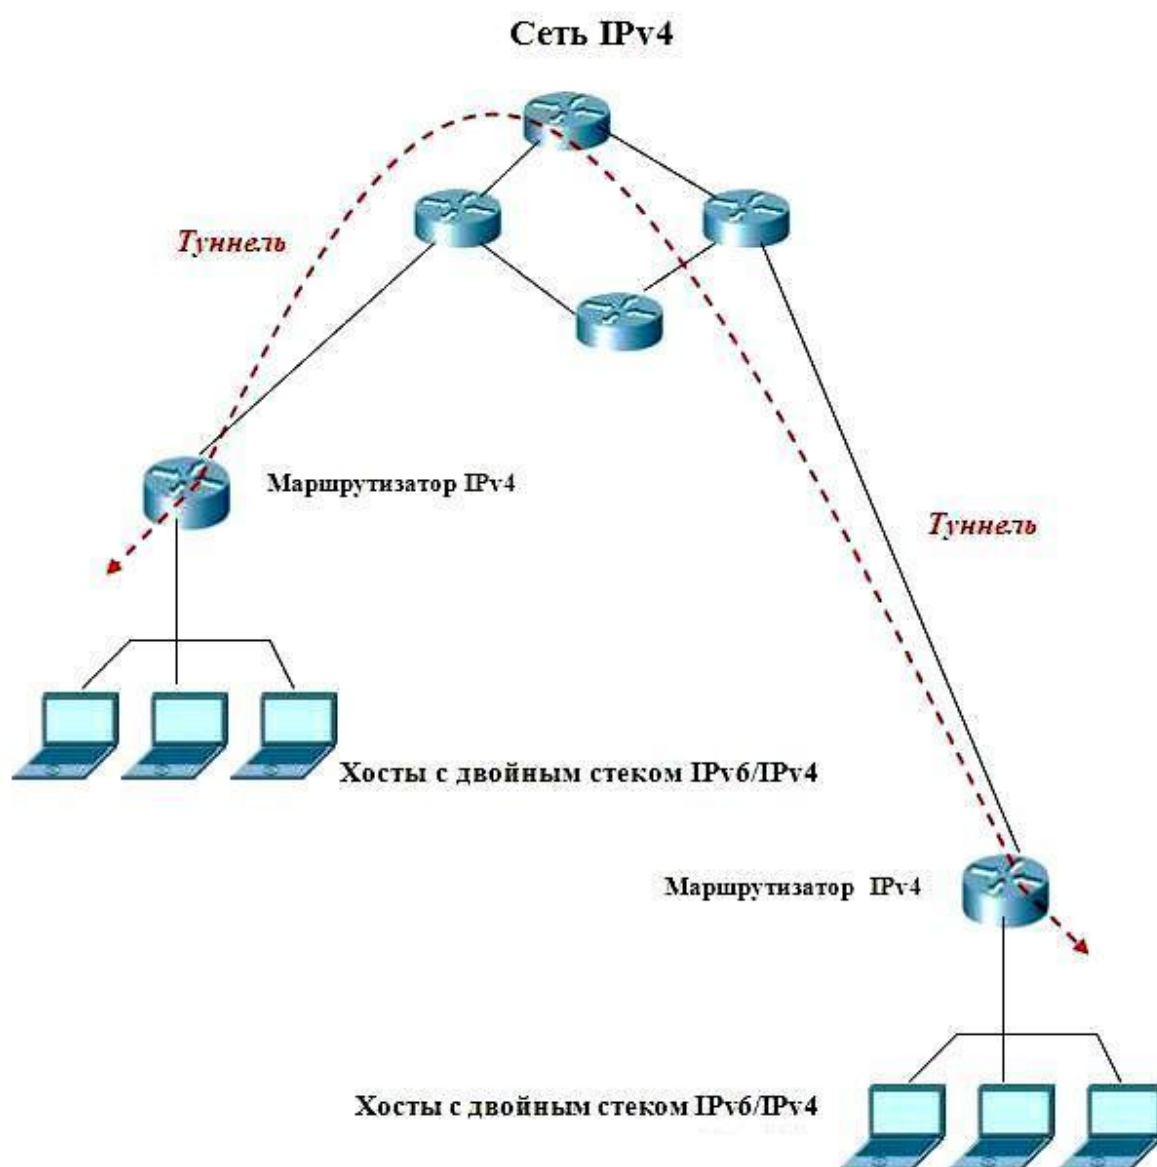 Сеть IPv4
Туннель
Маршрутизатор IPv4
Туннель
Хосты с двойным стеком IPv6/IPv4
Маршрутизатор IPv4
Хосты с двойным стеком IPv6/IPv4